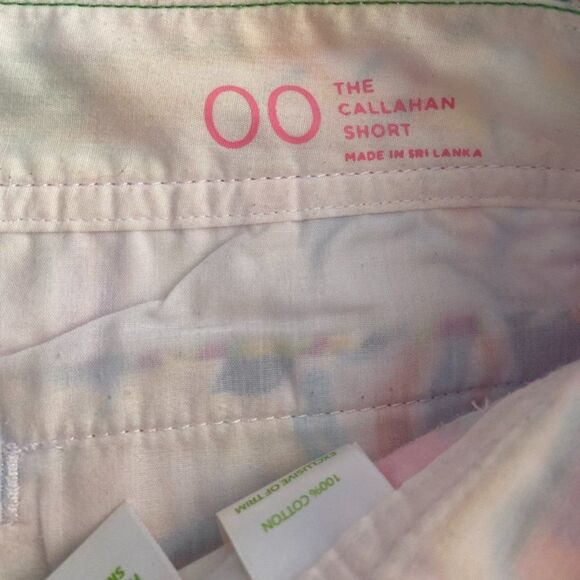 00
THE
CALLAHAN
SHORT
MADE IN SRI LANKA
100% COTTON
EXCLUSIVE OF TRIM